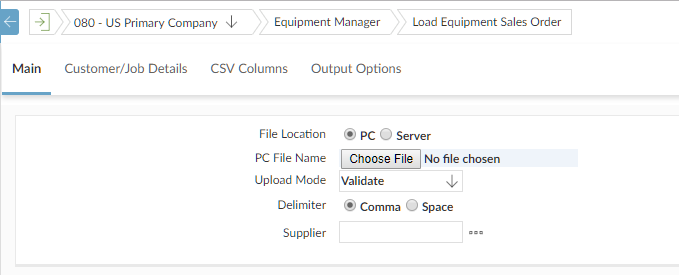 080 - US Primary Company Equipment Manager Load Equipment Sales Order
Main Customer/Job Details CSV Columns Output Options
File Location PC Server
PC File Name Choose File No file chosen
Upload Mode Validate
Delimiter Comma Space
Supplier